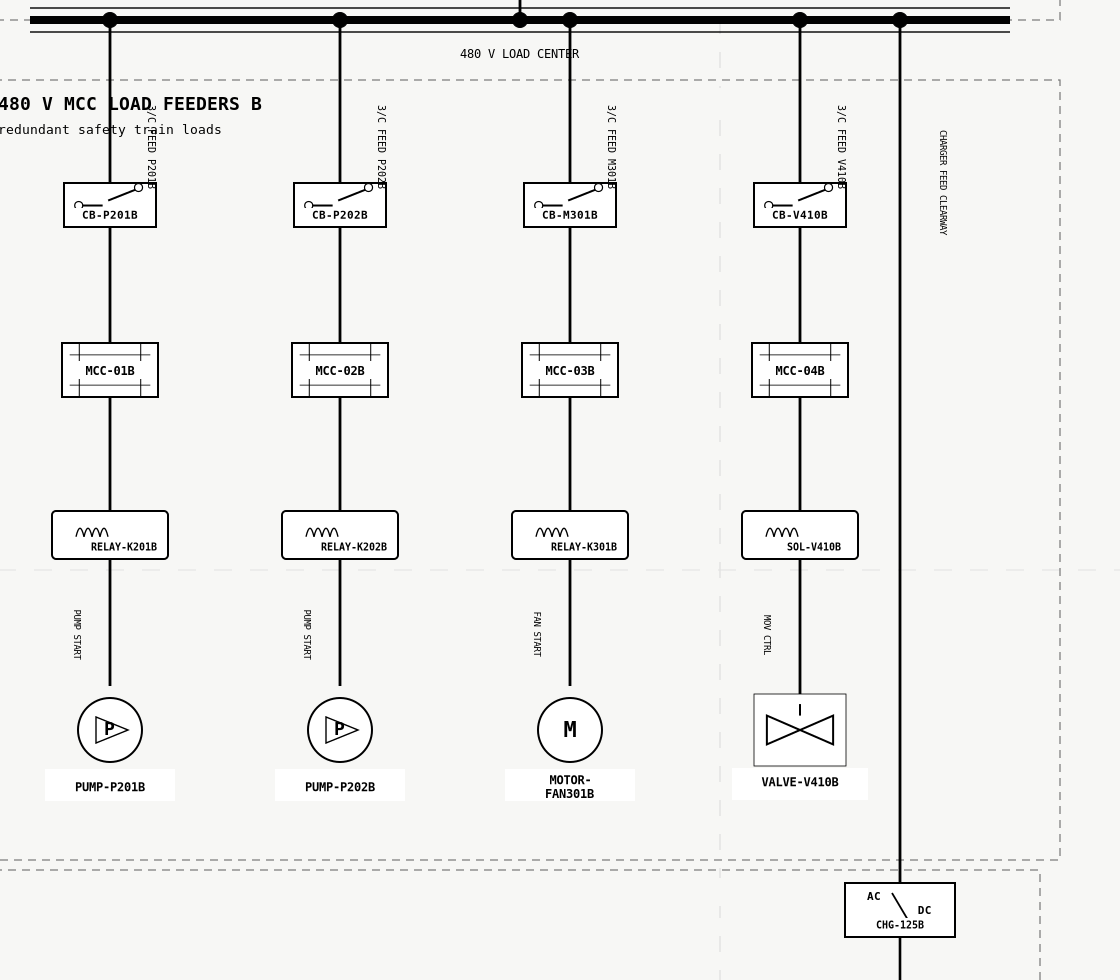 480 V LOAD CENTER
480 V MCC LOAD FEEDERS B
redundant safety train loads
3/C FEED P201B
3/C FEED P202B
3/C FEED M301B
3/C FEED V410B
CHARGER FEED CLEARWAY
CB-P201B
CB-P202B
CB-M301B
CB-V410B
MCC-01B
MCC-02B
MCC-03B
MCC-04B
RELAY-K201B
RELAY-K202B
RELAY-K301B
SOL-V410B
PUMP START
PUMP START
FAN START
MOV CTRL
P
P
M
PUMP-P201B
PUMP-P202B
MOTOR-
FAN301B
VALVE-V410B
AC
DC
CHG-125B